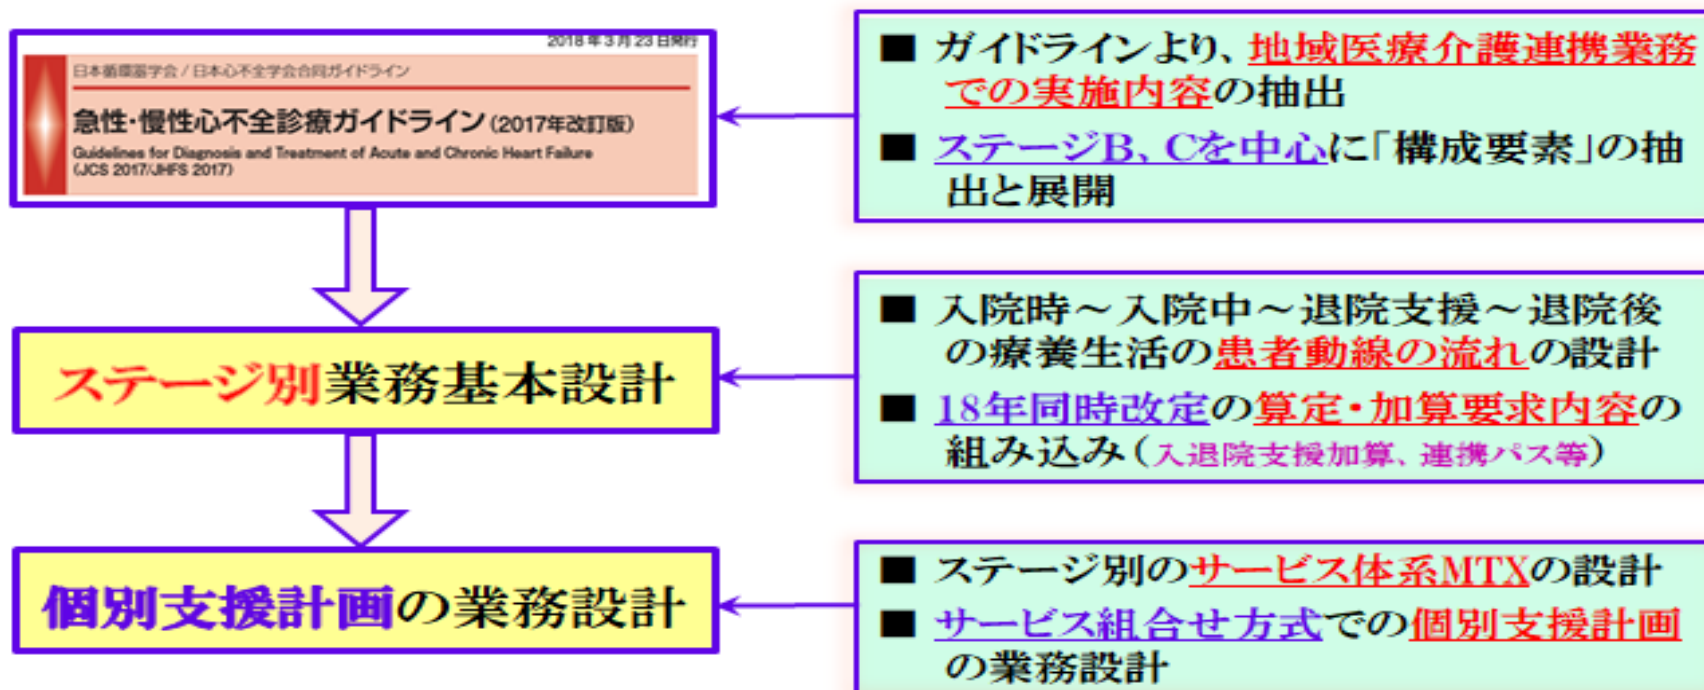 2018年3月23日発行
日本循環器学会 / 日本心不全学会合同ガイドライン
急性・慢性心不全診療ガイドライン(2017年改訂版)
Guidelines for Diagnosis and Treatment of Acute and Chronic Heart Failure
(JCS 2017/JHFS 2017)
■ ガイドラインより、地域医療介護連携業務
での実施内容の抽出
■ ステージB、Cを中心に「構成要素」の抽
出と展開
ステージ別業務基本設計
■ 入院時～入院中～退院支援～退院後
の療養生活の患者動線の流れの設計
■ 18年同時改定の算定・加算要求内容の
組み込み(入退院支援加算、連携パス等)
個別支援計画の業務設計
■ ステージ別のサービス体系MTXの設計
■ サービス組合せ方式での個別支援計画
の業務設計